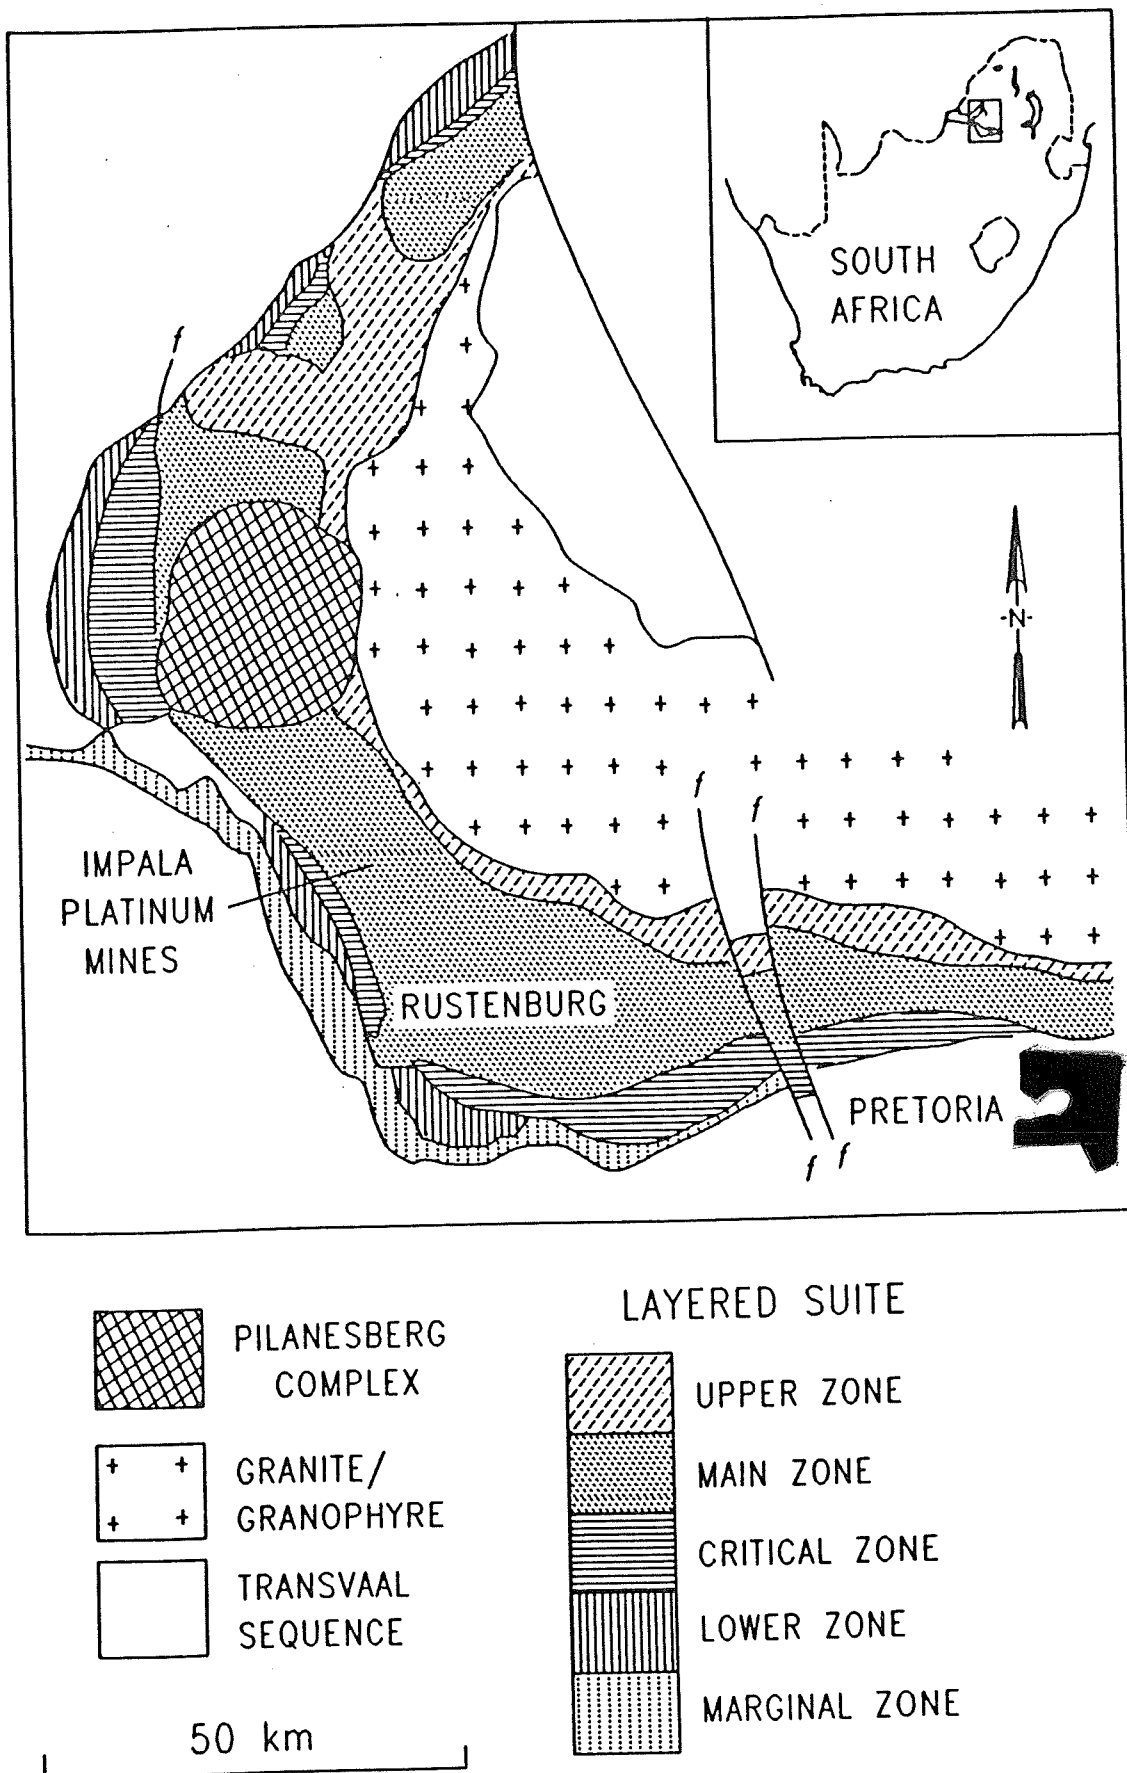 SOUTH
AFRICA
f
-N-
f
f
IMPALA
PLATINUM
MINES
RUSTENBURG
PRETORIA
f f
PILANESBERG
COMPLEX
GRANITE/
GRANOPHYRE
TRANSVAAL
SEQUENCE
50 km
LAYERED SUITE
UPPER ZONE
MAIN ZONE
CRITICAL ZONE
LOWER ZONE
MARGINAL ZONE